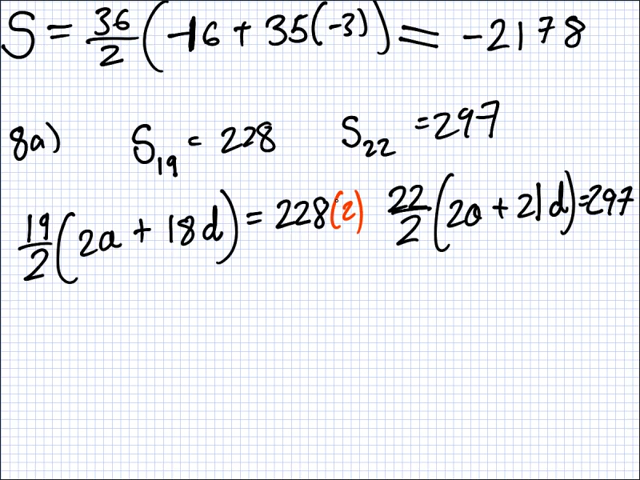 S = 36/2 (-16 + 35(-3)) = -2178
8a) S₁₉ = 228 S₂₂ = 297
19/2 (2a + 18d) = 228(2) 22/2 (2a + 21d) = 297